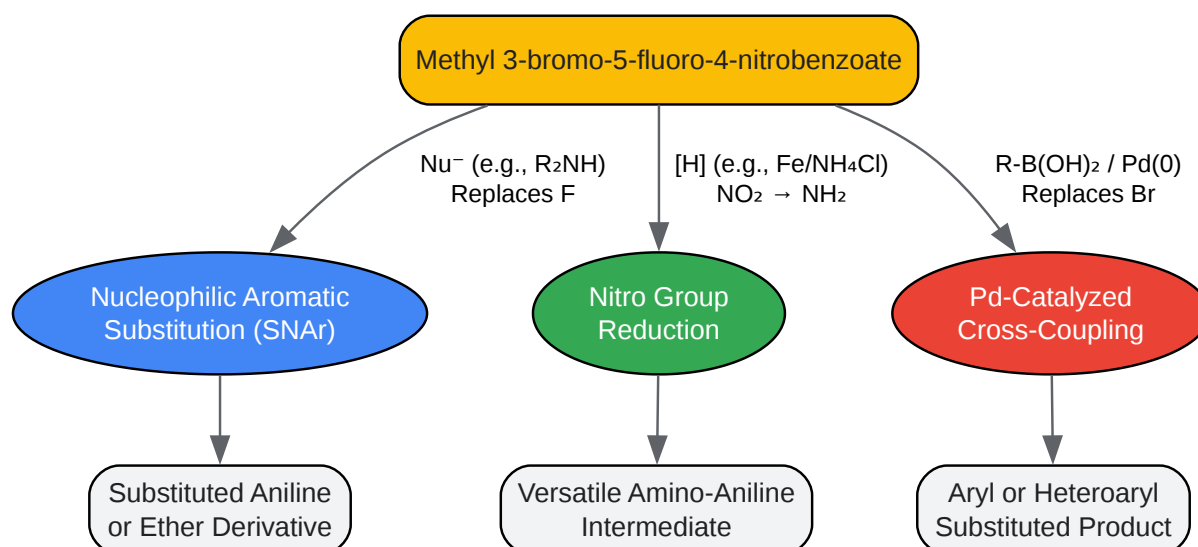 Methyl 3-bromo-5-fluoro-4-nitrobenzoate
Nu⁻ (e.g., R₂NH)
Replaces F
[H] (e.g., Fe/NH₄Cl)
NO₂ → NH₂
R-B(OH)₂ / Pd(0)
Replaces Br
Nucleophilic Aromatic
Substitution (SNAr)
Nitro Group
Reduction
Pd-Catalyzed
Cross-Coupling
Substituted Aniline
or Ether Derivative
Versatile Amino-Aniline
Intermediate
Aryl or Heteroaryl
Substituted Product